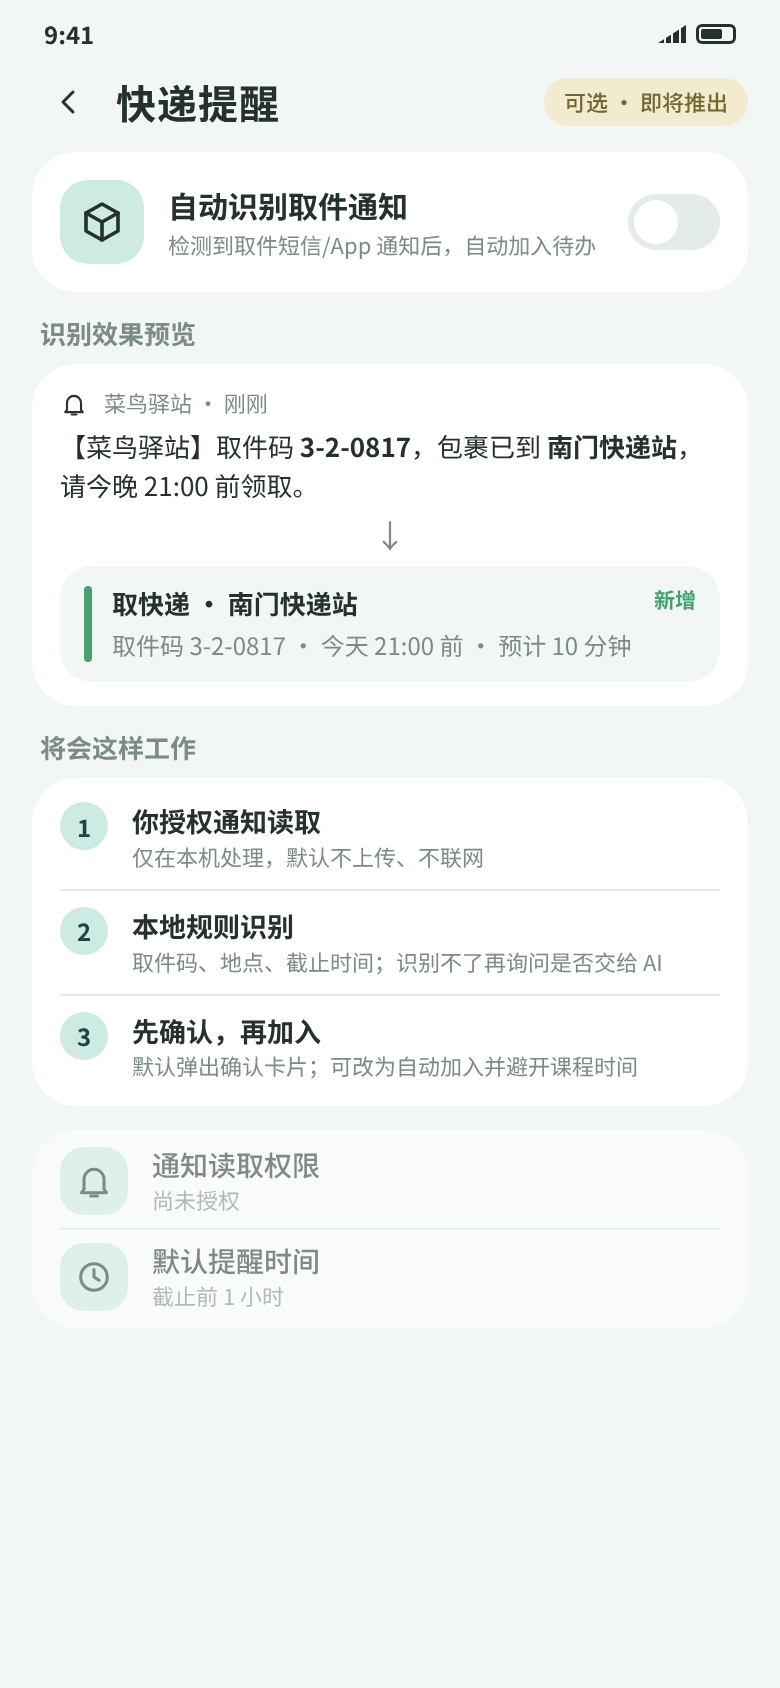 9:41
快递提醒
可选 · 即将推出
自动识别取件通知
检测到取件短信/App 通知后，自动加入待办
识别效果预览
菜鸟驿站 · 刚刚
【菜鸟驿站】取件码 3-2-0817，包裹已到 南门快递站，
请今晚 21:00 前领取。
取快递 · 南门快递站
新增
取件码 3-2-0817 · 今天 21:00 前 · 预计 10 分钟
将会这样工作
1
你授权通知读取
仅在本机处理，默认不上传、不联网
2
本地规则识别
取件码、地点、截止时间；识别不了再询问是否交给 AI
3
先确认，再加入
默认弹出确认卡片；可改为自动加入并避开课程时间
通知读取权限
尚未授权
默认提醒时间
截止前 1 小时